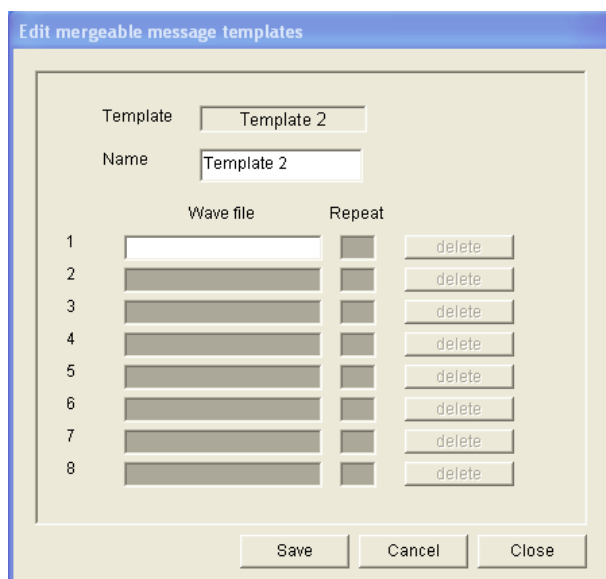 Edit mergeable message templates
Template Template 2
Name Template 2
Wave file Repeat
1 delete
2 delete
3 delete
4 delete
5 delete
6 delete
7 delete
8 delete
Save Cancel Close